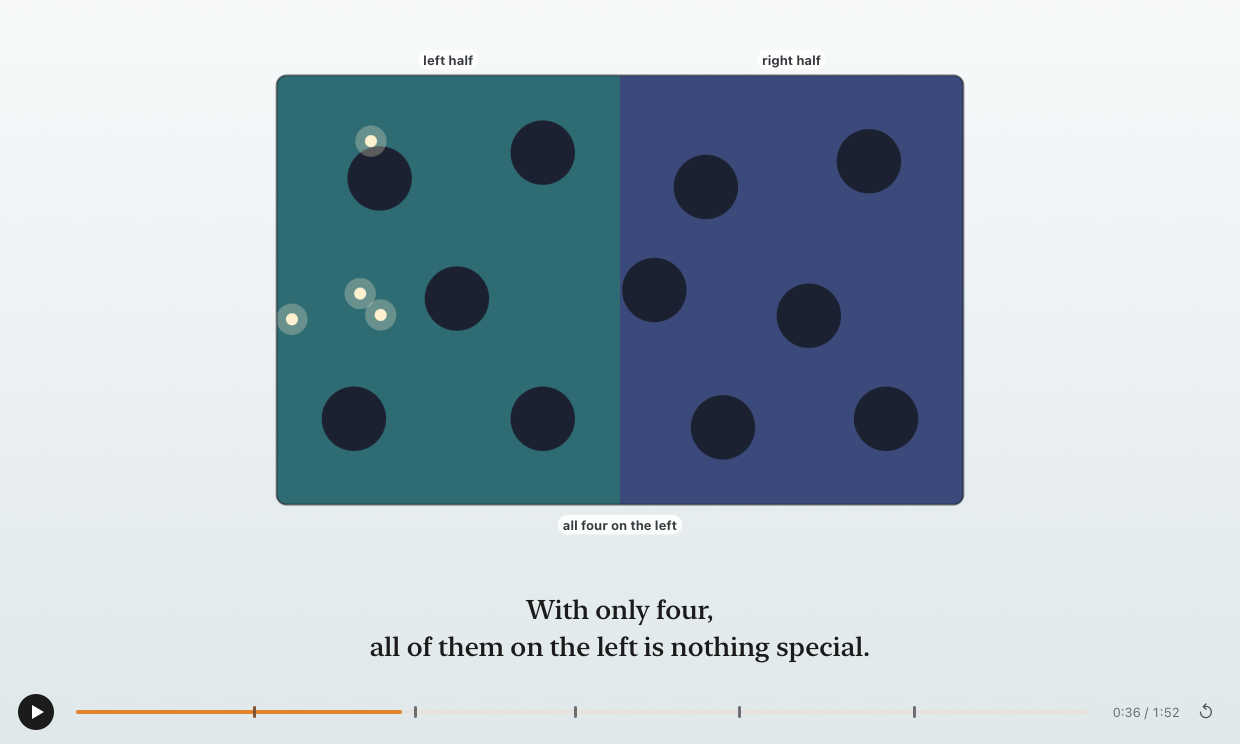 left half
right half
all four on the left
With only four,
all of them on the left is nothing special.
0:36 / 1:52